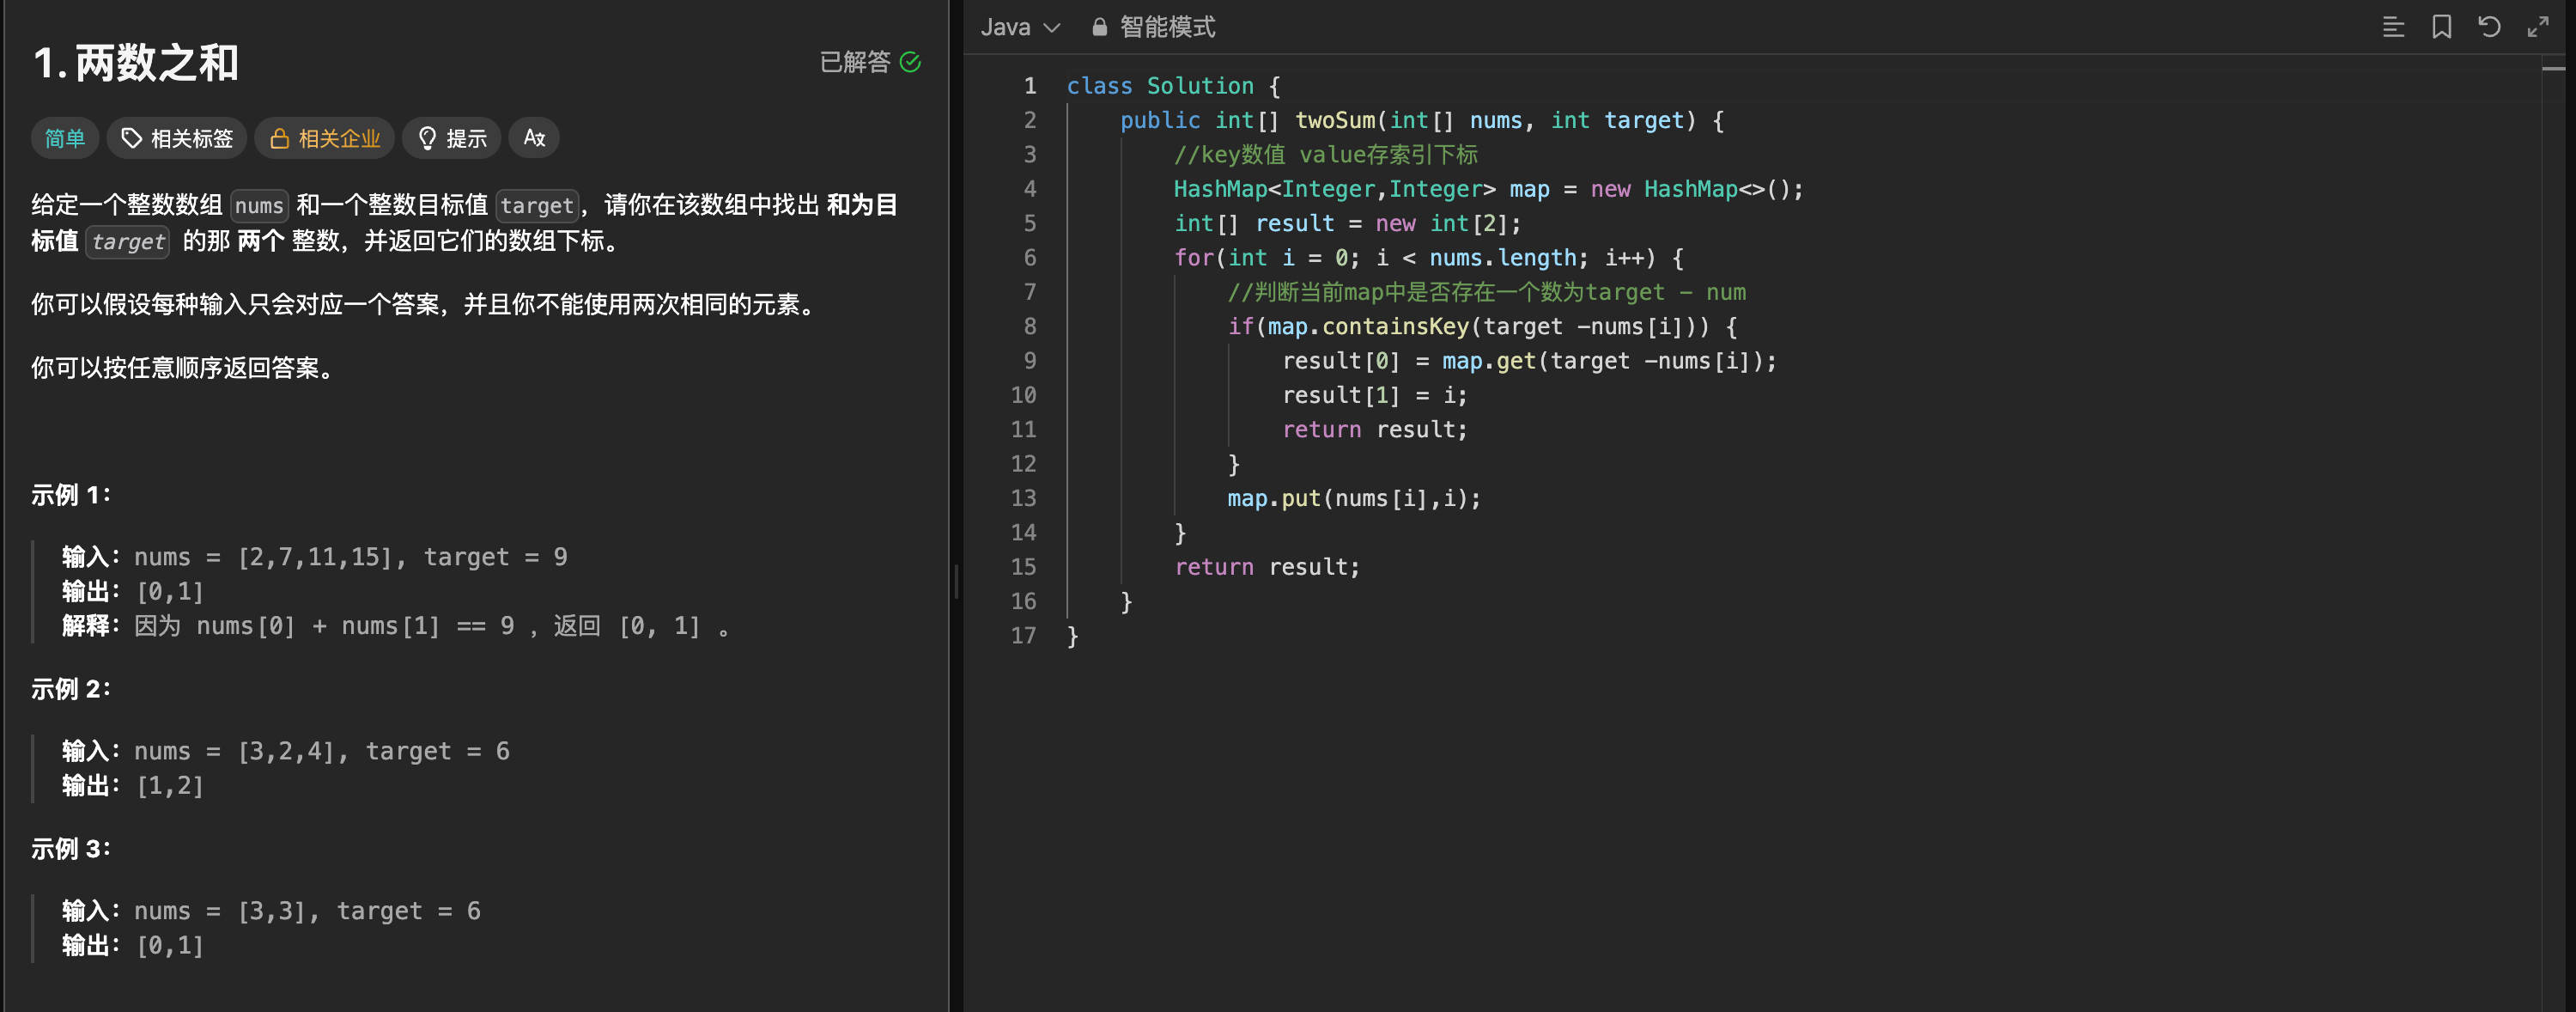 1. 两数之和
已解答
简单 相关标签 相关企业 提示
给定一个整数数组 nums 和一个整数目标值 target，请你在该数组中找出 和为目
标值 target 的那 两个 整数，并返回它们的数组下标。
你可以假设每种输入只会对应一个答案，并且你不能使用两次相同的元素。
你可以按任意顺序返回答案。
示例 1：
输入：nums = [2,7,11,15], target = 9
输出：[0,1]
解释：因为 nums[0] + nums[1] == 9 ，返回 [0, 1] 。
示例 2：
输入：nums = [3,2,4], target = 6
输出：[1,2]
示例 3：
输入：nums = [3,3], target = 6
输出：[0,1]
Java 智能模式
1 class Solution {
2 public int[] twoSum(int[] nums, int target) {
3 //key数值 value存索引下标
4 HashMap<Integer,Integer> map = new HashMap<>();
5 int[] result = new int[2];
6 for(int i = 0; i < nums.length; i++) {
7 //判断当前map中是否存在一个数为target - num
8 if(map.containsKey(target -nums[i])) {
9 result[0] = map.get(target -nums[i]);
10 result[1] = i;
11 return result;
12 }
13 map.put(nums[i],i);
14 }
15 return result;
16 }
17 }